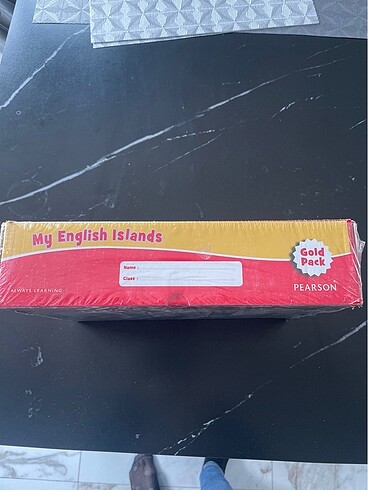 My English Islands
Gold
Pack
Name :
Class :
ALWAYS LEARNING
PEARSON